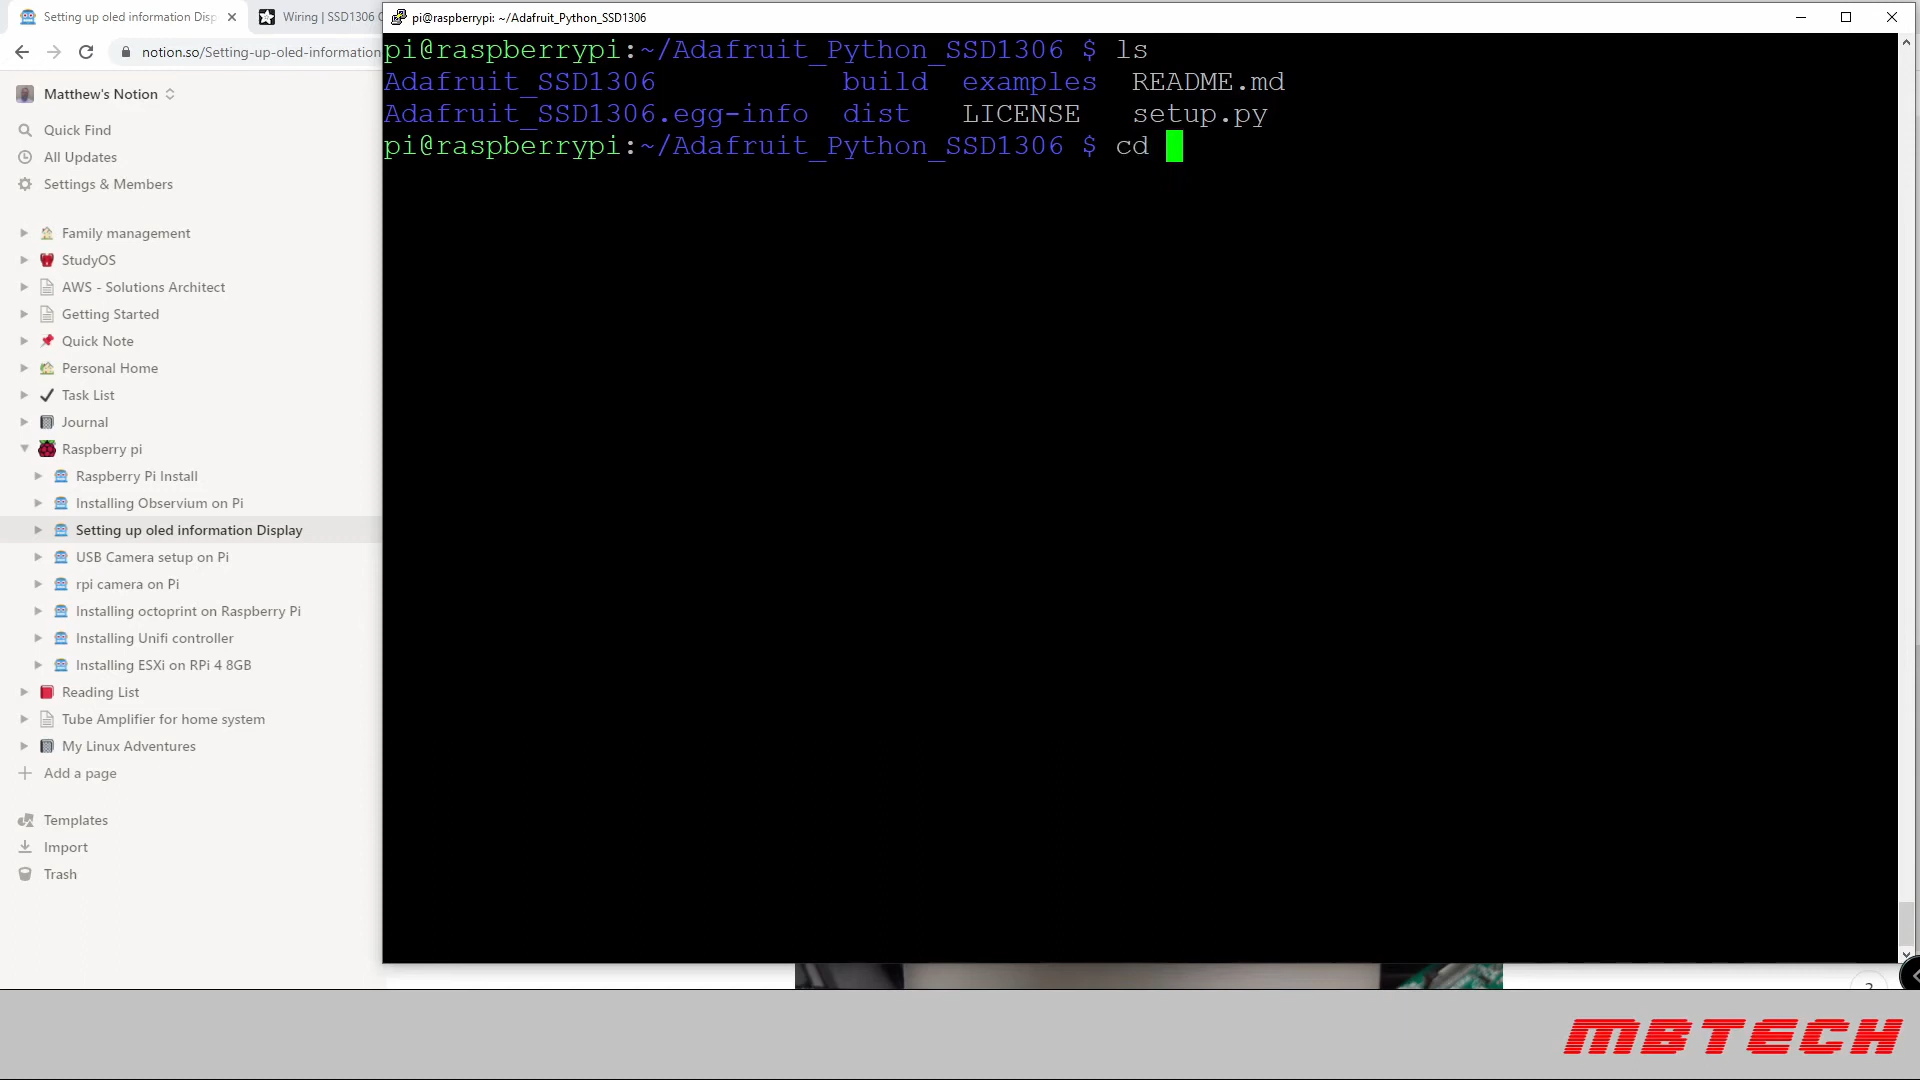 Setting up oled information Disp
Wiring | SSD1306 O
pi@raspberrypi: ~/Adafruit_Python_SSD1306
notion.so/Setting-up-oled-information
pi@raspberrypi:~/Adafruit_Python_SSD1306 $ ls
Adafruit_SSD1306 build examples README.md
Adafruit_SSD1306.egg-info dist LICENSE setup.py
pi@raspberrypi:~/Adafruit_Python_SSD1306 $ cd
Matthew's Notion
Quick Find
All Updates
Settings & Members
Family management
StudyOS
AWS - Solutions Architect
Getting Started
Quick Note
Personal Home
Task List
Journal
Raspberry pi
Raspberry Pi Install
Installing Observium on Pi
Setting up oled information Display
USB Camera setup on Pi
rpi camera on Pi
Installing octoprint on Raspberry Pi
Installing Unifi controller
Installing ESXi on RPi 4 8GB
Reading List
Tube Amplifier for home system
My Linux Adventures
Add a page
Templates
Import
Trash
?
MBTECH